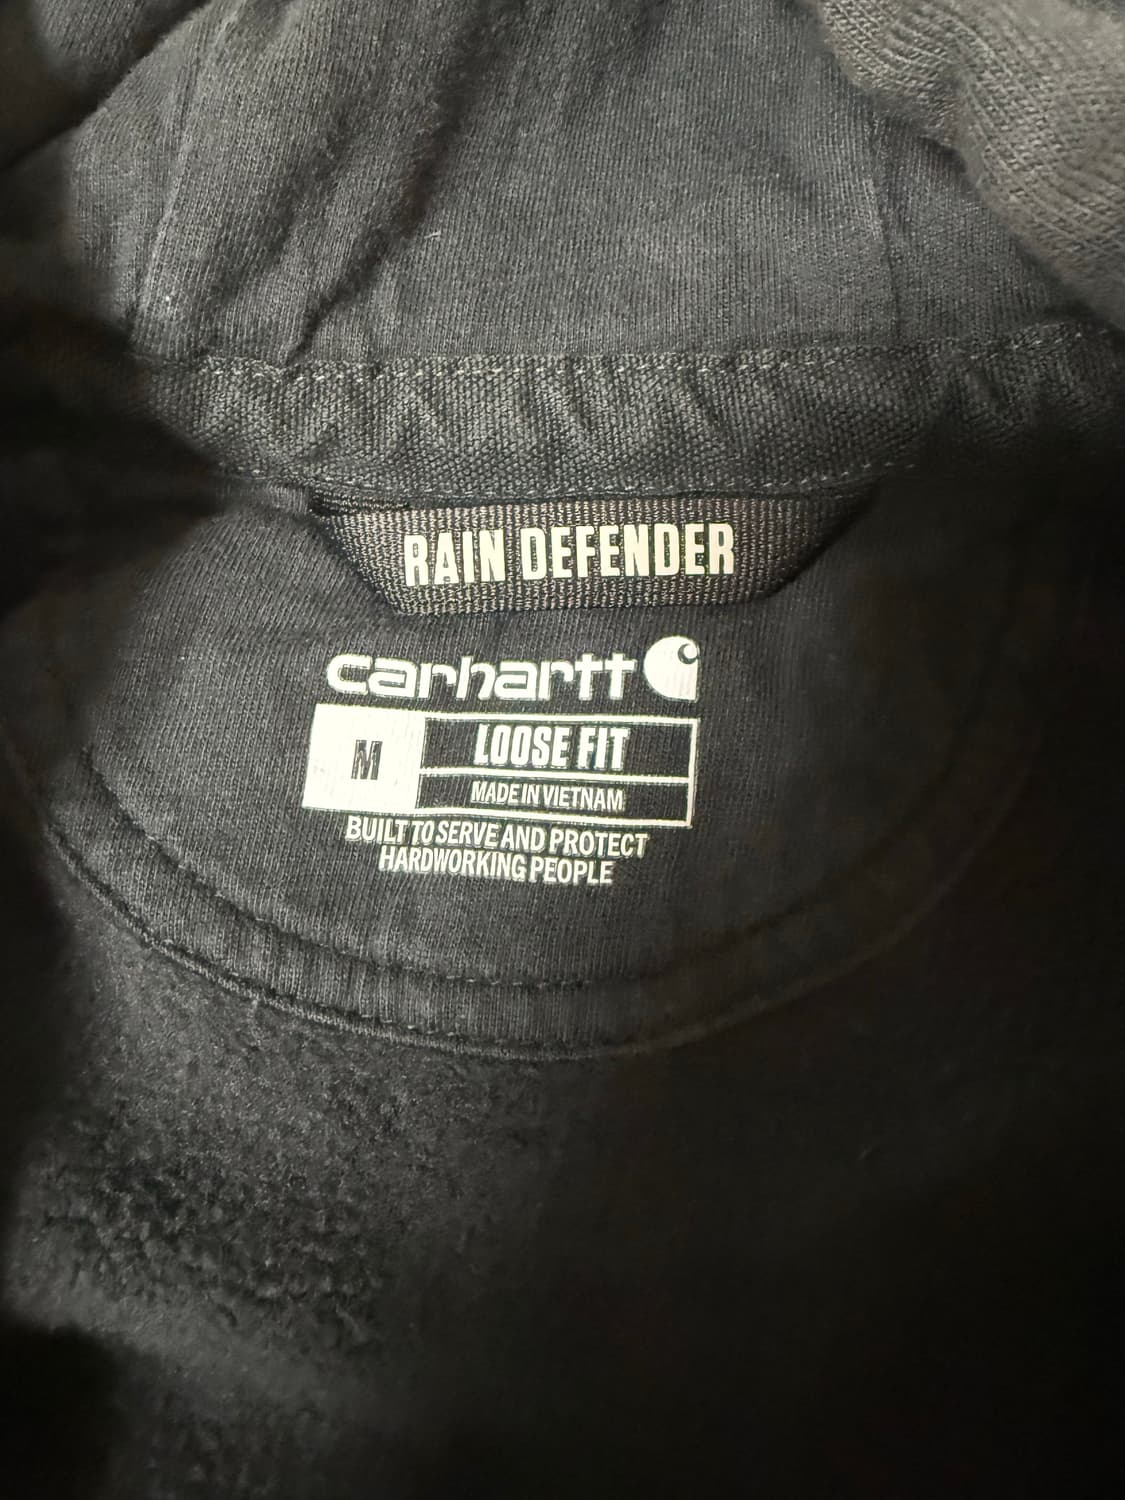 RAIN DEFENDER
carhartt
M
LOOSE FIT
MADE IN VIETNAM
BUILT TO SERVE AND PROTECT
HARDWORKING PEOPLE